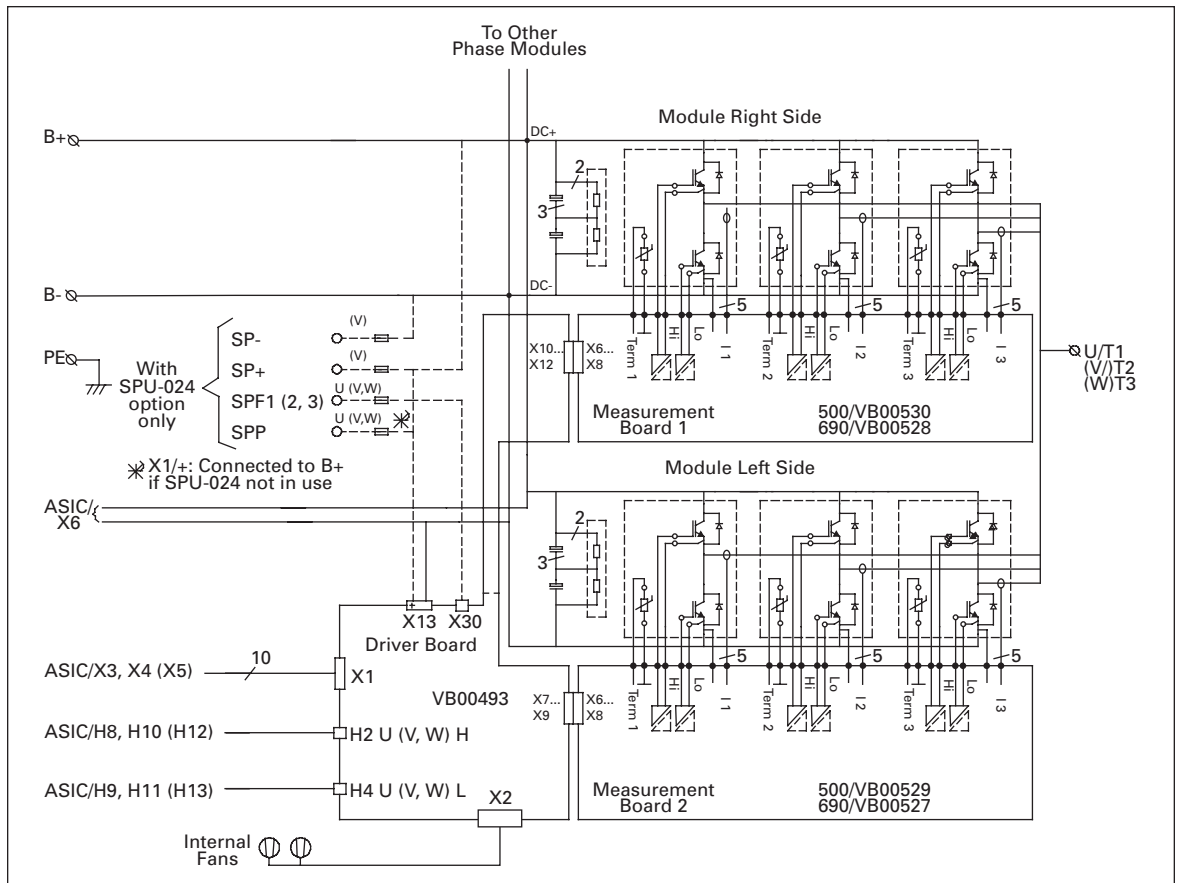 To Other
Phase Modules
B+
DC+
Module Right Side
2
3
B-
DC-
5
5
5
Term 1
Hi
Lo
I 1
Term 2
Hi
Lo
I 2
Term 3
Hi
Lo
I 3
X10...
X12
X6...
X8
Measurement
Board 1
500/VB00530
690/VB00528
U/T1
(V/)T2
(W)T3
PE
With
SPU-024
option
only
SP-
(V)
SP+
(V)
SPF1 (2, 3)
U (V,W)
SPP
U (V,W)
X1/+: Connected to B+
if SPU-024 not in use
ASIC/
X6
Module Left Side
2
3
5
5
5
Term 1
Hi
Lo
I 1
Term 2
Hi
Lo
I 2
Term 3
Hi
Lo
I 3
+
X13
X30
Driver Board
ASIC/X3, X4 (X5)
10
X1
VB00493
X7...
X9
X6...
X8
ASIC/H8, H10 (H12)
H2 U (V, W) H
ASIC/H9, H11 (H13)
H4 U (V, W) L
X2
Measurement
Board 2
500/VB00529
690/VB00527
Internal
Fans